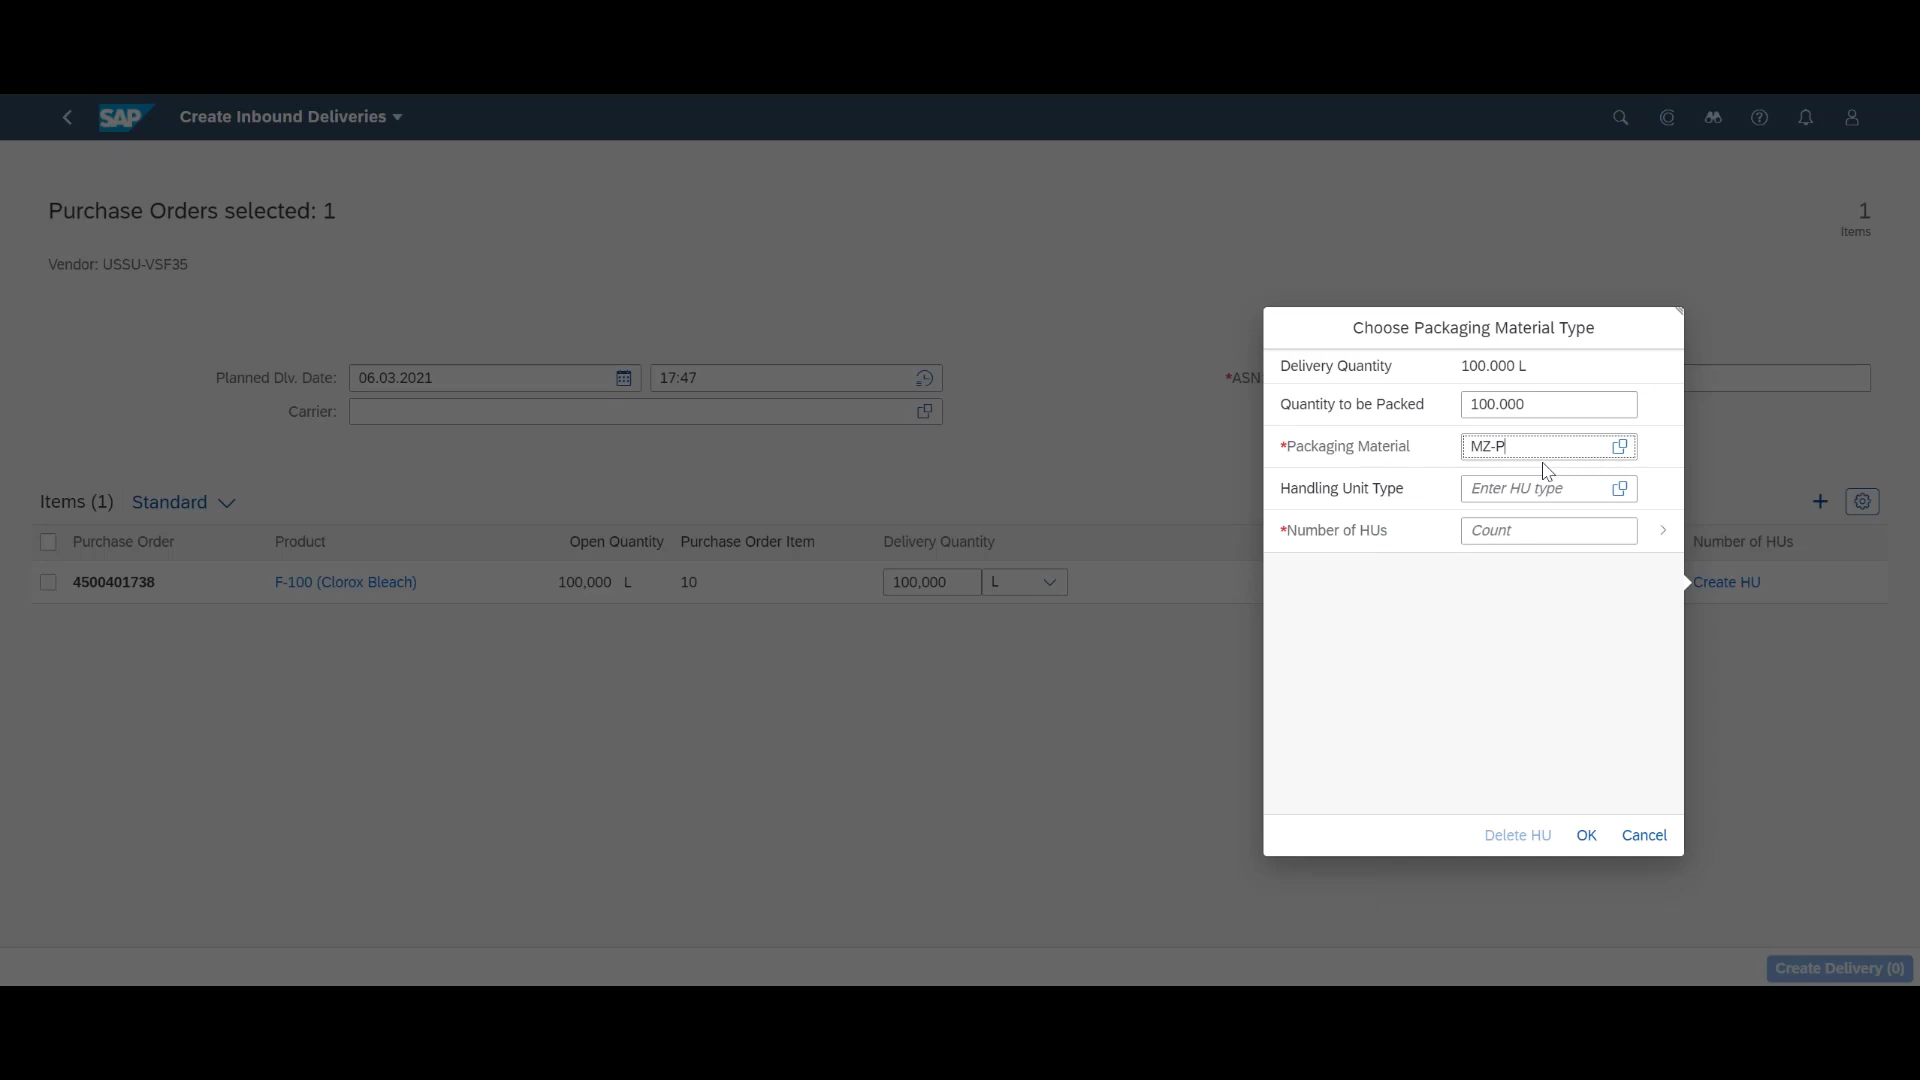 SAP Create Inbound Deliveries
Purchase Orders selected: 1
1
Items
Vendor: USSU-VSF35
Planned Dlv. Date: 06.03.2021 17:47 *ASN
Carrier:
Items (1) Standard
Purchase Order Product Open Quantity Purchase Order Item Delivery Quantity Number of HUs
4500401738 F-100 (Clorox Bleach) 100,000 L 10 100,000 L Create HU
Choose Packaging Material Type
Delivery Quantity 100.000 L
Quantity to be Packed 100.000
*Packaging Material MZ-P
Handling Unit Type Enter HU type
*Number of HUs Count
Delete HU OK Cancel
Create Delivery (0)